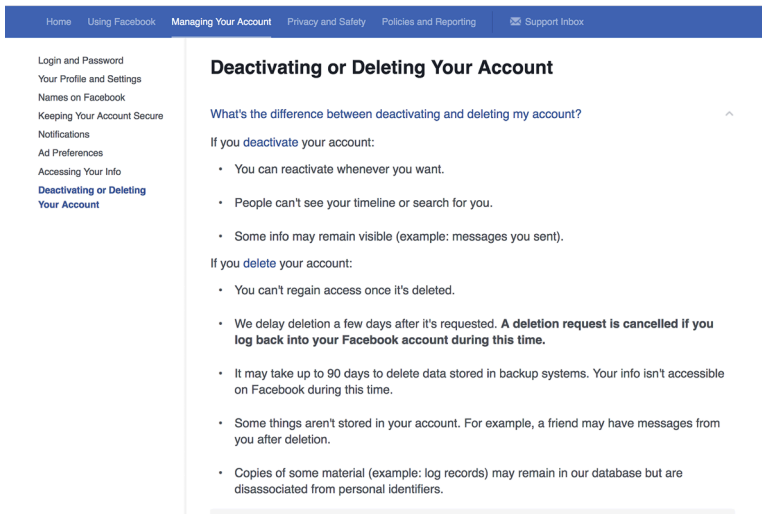 Home Using Facebook Managing Your Account Privacy and Safety Policies and Reporting Support Inbox
Login and Password
Your Profile and Settings
Names on Facebook
Keeping Your Account Secure
Notifications
Ad Preferences
Accessing Your Info
Deactivating or Deleting
Your Account
Deactivating or Deleting Your Account
What's the difference between deactivating and deleting my account?
If you deactivate your account:
• You can reactivate whenever you want.
• People can't see your timeline or search for you.
• Some info may remain visible (example: messages you sent).
If you delete your account:
• You can't regain access once it's deleted.
• We delay deletion a few days after it's requested. A deletion request is cancelled if you
log back into your Facebook account during this time.
• It may take up to 90 days to delete data stored in backup systems. Your info isn't accessible
on Facebook during this time.
• Some things aren't stored in your account. For example, a friend may have messages from
you after deletion.
• Copies of some material (example: log records) may remain in our database but are
disassociated from personal identifiers.